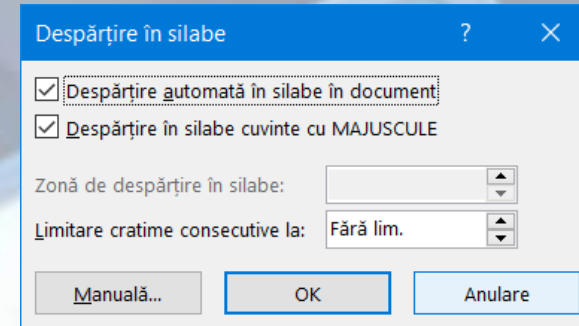 Despărțire în silabe ? ×
Despărțire automată în silabe în document
Despărțire în silabe cuvinte cu MAJUSCULE
Zonă de despărțire în silabe:
Limitare cratime consecutive la: Fără lim.
Manuală... OK Anulare